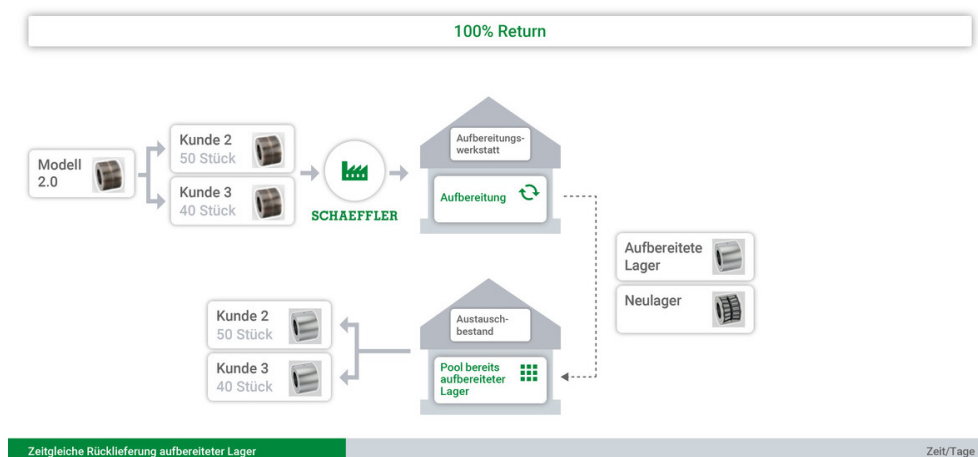 100% Return
Modell
2.0
Kunde 2
50 Stück
Kunde 3
40 Stück
SCHAEFFLER
Aufbereitungs-
werkstatt
Aufbereitung
Aufbereitete
Lager
Neulager
Kunde 2
50 Stück
Kunde 3
40 Stück
Austausch-
bestand
Pool bereits
aufbereiteter
Lager
Zeitgleiche Rücklieferung aufbereiteter Lager
Zeit/Tage